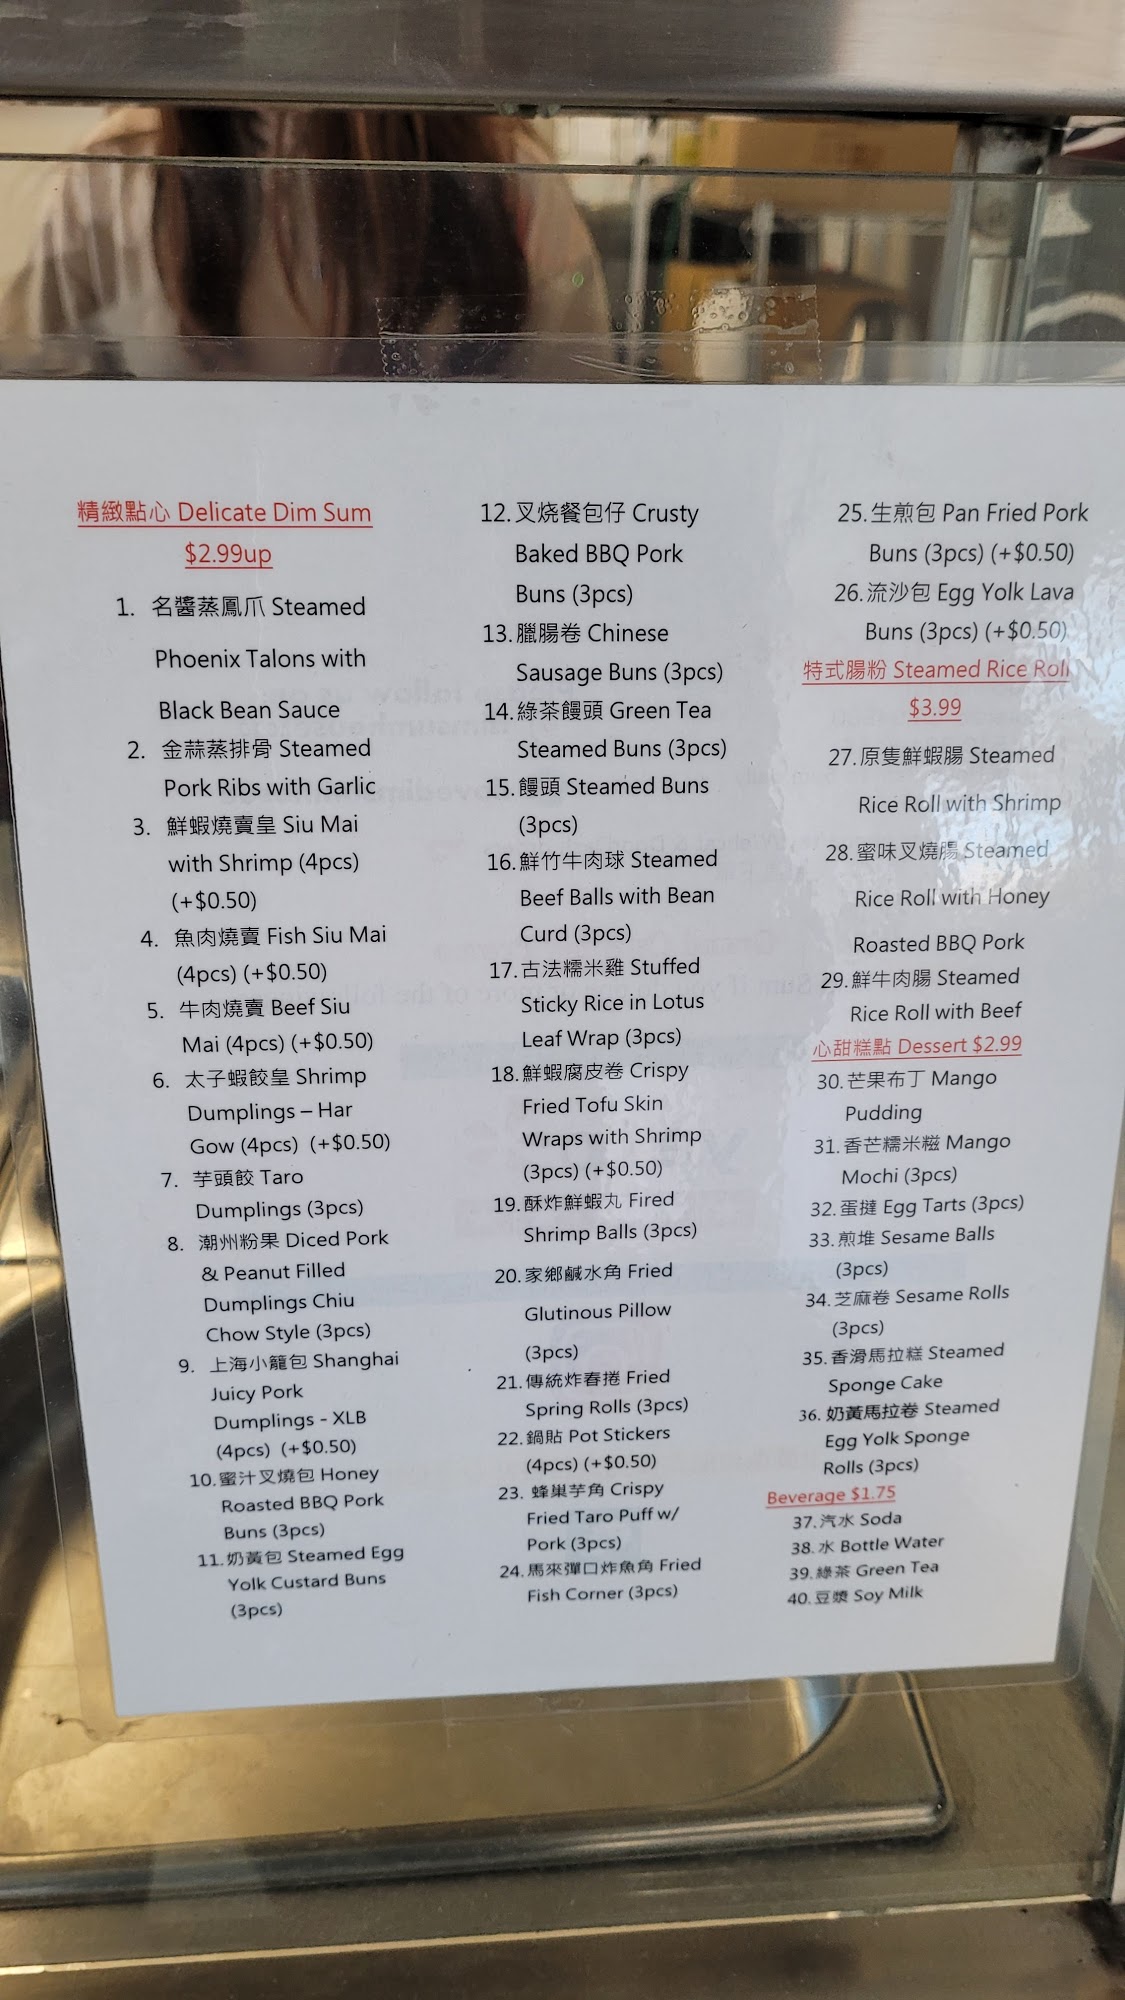 精緻點心 Delicate Dim Sum
$2.99up
1. 名醬蒸鳳爪 Steamed
Phoenix Talons with
Black Bean Sauce
2. 金蒜蒸排骨 Steamed
Pork Ribs with Garlic
3. 鮮蝦燒賣皇 Siu Mai
with Shrimp (4pcs)
(+$0.50)
4. 魚肉燒賣 Fish Siu Mai
(4pcs) (+$0.50)
5. 牛肉燒賣 Beef Siu
Mai (4pcs) (+$0.50)
6. 太子蝦餃皇 Shrimp
Dumplings – Har
Gow (4pcs) (+$0.50)
7. 芋頭餃 Taro
Dumplings (3pcs)
8. 潮州粉果 Diced Pork
& Peanut Filled
Dumplings Chiu
Chow Style (3pcs)
9. 上海小籠包 Shanghai
Juicy Pork
Dumplings - XLB
(4pcs) (+$0.50)
10.蜜汁叉燒包 Honey
Roasted BBQ Pork
Buns (3pcs)
11.奶黃包 Steamed Egg
Yolk Custard Buns
(3pcs)
12.叉烧餐包仔 Crusty
Baked BBQ Pork
Buns (3pcs)
13.臘腸卷 Chinese
Sausage Buns (3pcs)
14.綠茶饅頭 Green Tea
Steamed Buns (3pcs)
15.饅頭 Steamed Buns
(3pcs)
16.鮮竹牛肉球 Steamed
Beef Balls with Bean
Curd (3pcs)
17.古法糯米雞 Stuffed
Sticky Rice in Lotus
Leaf Wrap (3pcs)
18.鮮蝦腐皮卷 Crispy
Fried Tofu Skin
Wraps with Shrimp
(3pcs) (+$0.50)
19.酥炸鮮蝦丸 Fired
Shrimp Balls (3pcs)
20.家鄉鹹水角 Fried
Glutinous Pillow
(3pcs)
21.傳統炸春捲 Fried
Spring Rolls (3pcs)
22.鍋貼 Pot Stickers
(4pcs) (+$0.50)
23. 蜂巢芋角 Crispy
Fried Taro Puff w/
Pork (3pcs)
24.馬來彈口炸魚角 Fried
Fish Corner (3pcs)
25.生煎包 Pan Fried Pork
Buns (3pcs) (+$0.50)
26.流沙包 Egg Yolk Lava
Buns (3pcs) (+$0.50)
特式腸粉 Steamed Rice Roll
$3.99
27.原隻鮮蝦腸 Steamed
Rice Roll with Shrimp
28.蜜味叉燒腸 Steamed
Rice Roll with Honey
Roasted BBQ Pork
29.鮮牛肉腸 Steamed
Rice Roll with Beef
心甜糕點 Dessert $2.99
30.芒果布丁 Mango
Pudding
31.香芒糯米糍 Mango
Mochi (3pcs)
32.蛋撻 Egg Tarts (3pcs)
33.煎堆 Sesame Balls
(3pcs)
34.芝麻卷 Sesame Rolls
(3pcs)
35.香滑馬拉糕 Steamed
Sponge Cake
36. 奶黃馬拉卷 Steamed
Egg Yolk Sponge
Rolls (3pcs)
Beverage $1.75
37.汽水 Soda
38.水 Bottle Water
39.綠茶 Green Tea
40.豆漿 Soy Milk